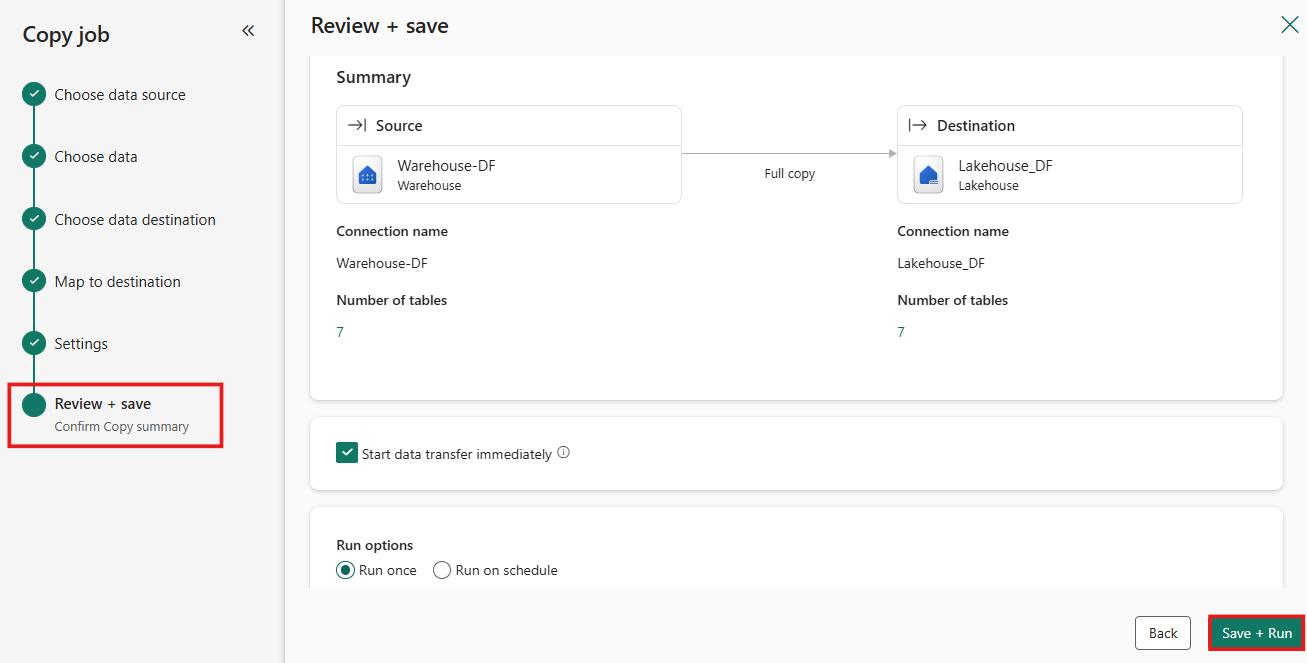 Copy job
Choose data source
Choose data
Choose data destination
Map to destination
Settings
Review + save
Confirm Copy summary
Review + save
Summary
Source
Warehouse-DF
Warehouse
Full copy
Destination
Lakehouse_DF
Lakehouse
Connection name
Warehouse-DF
Number of tables
7
Connection name
Lakehouse_DF
Number of tables
7
Start data transfer immediately
Run options
Run once
Run on schedule
Back
Save + Run